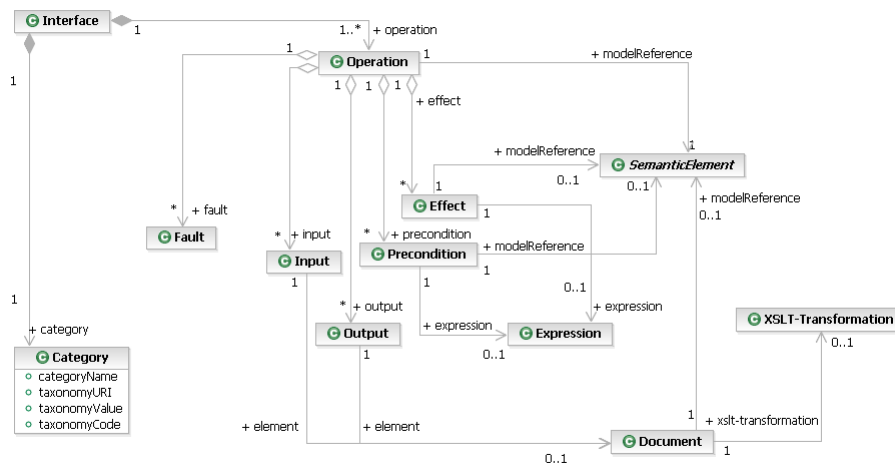 C Interface
1
1..*
+ operation
1
C Operation
1
+ modelReference
1
1
1
1
+ effect
1
C SemanticElement
+ modelReference
1
0..1
0..1
+ modelReference
0..1
*
C Effect
1
*
+ fault
C Fault
*
+ input
*
+ precondition
C Input
C Precondition
+ modelReference
1
1
1
0..1
1
+ category
*
+ output
+ expression
C Output
+ expression
0..1
C Expression
C XSLT-Transformation
0..1
1
C Category
categoryName
taxonomyURI
taxonomyValue
taxonomyCode
+ element
+ element
0..1
C Document
1
+ xslt-transformation
1